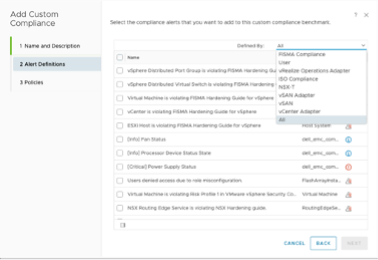 Add Custom
Compliance
? ×
Select the compliance alerts that you want to add to this custom compliance benchmark.
1 Name and Description
2 Alert Definitions
3 Policies
Defined By: All
FISMA Compliance
User
vRealize Operations Adapter
ISO Compliance
NSX-T
vSAN Adapter
vSAN
vCenter Adapter
All
Name
vSphere Distributed Port Group is violating FISMA Hardening Gu
vSphere Distributed Virtual Switch is violating FISMA Hardening
Virtual Machine is violating FISMA Hardening Guide for vSphere
vCenter is violating FISMA Hardening Guide for vSphere
ESXi Host is violating FISMA Hardening Guide for vSphere Host System
[Info] Fan Status dell_emc_com...
[Info] Processor Device Status State dell_emc_com...
[Critical] Power Supply Status dell_emc_com...
Users denied access due to role misconfiguration. FlashArrayInsta...
Virtual Machine is violating Risk Profile 1 in VMware vSphere Security Co... Virtual Machine
NSX Routing Edge Service is violating NSX hardening guide. RoutingEdgeSe...
CANCEL BACK NEXT